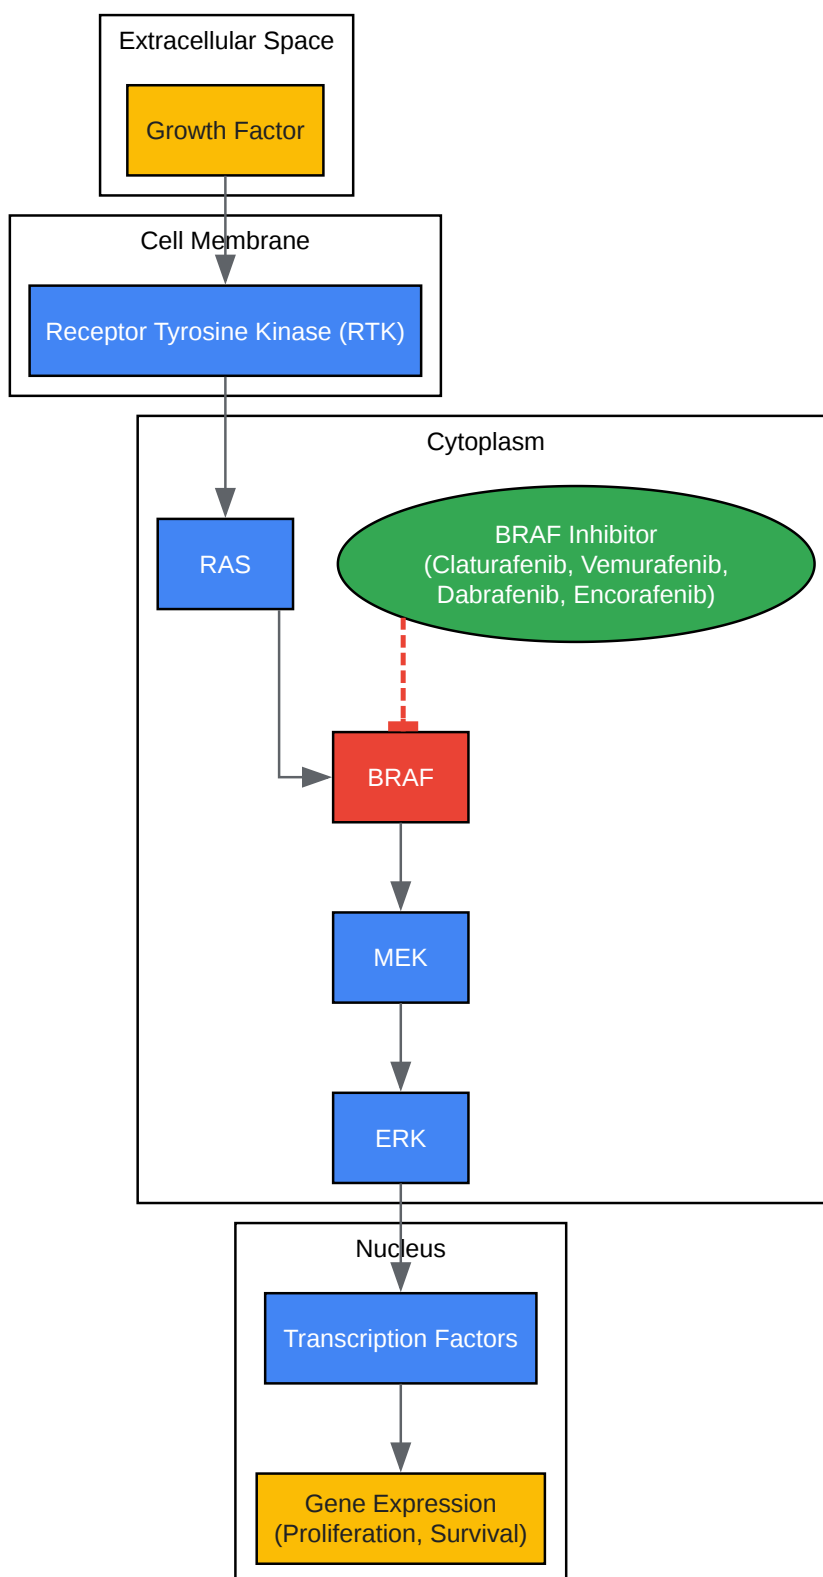 Extracellular Space
Growth Factor
Cell Membrane
Receptor Tyrosine Kinase (RTK)
Cytoplasm
RAS
BRAF Inhibitor
(Claturafenib, Vemurafenib,
Dabrafenib, Encorafenib)
BRAF
MEK
ERK
Nucleus
Transcription Factors
Gene Expression
(Proliferation, Survival)